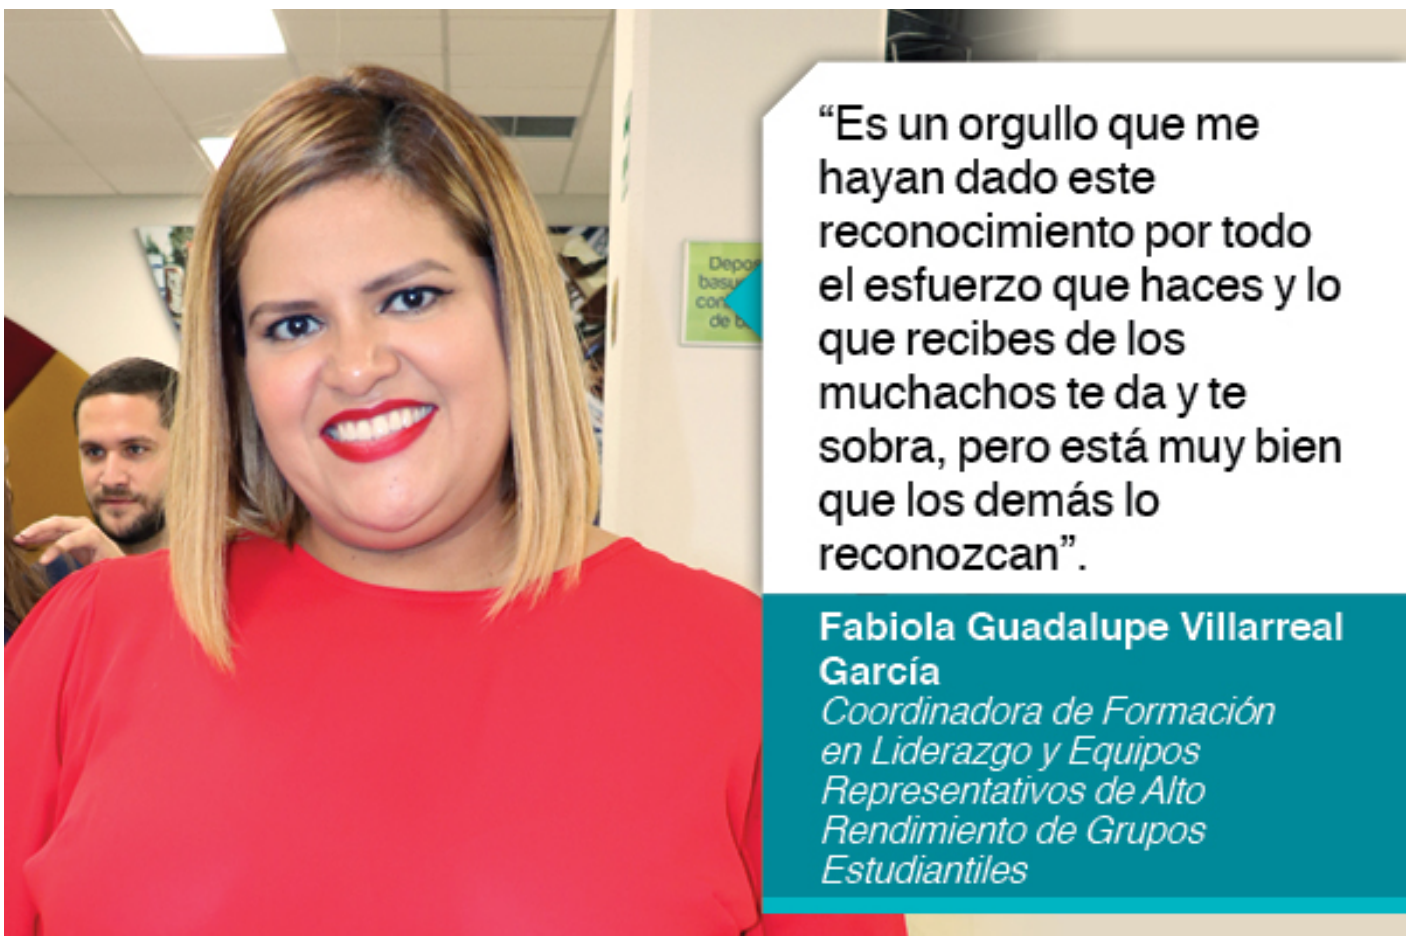 “Es un orgullo que me
hayan dado este
reconocimiento por todo
el esfuerzo que haces y lo
que recibes de los
muchachos te da y te
sobra, pero está muy bien
que los demás lo
reconozcan”.
Fabiola Guadalupe Villarreal
García
Coordinadora de Formación
en Liderazgo y Equipos
Representativos de Alto
Rendimiento de Grupos
Estudiantiles
de